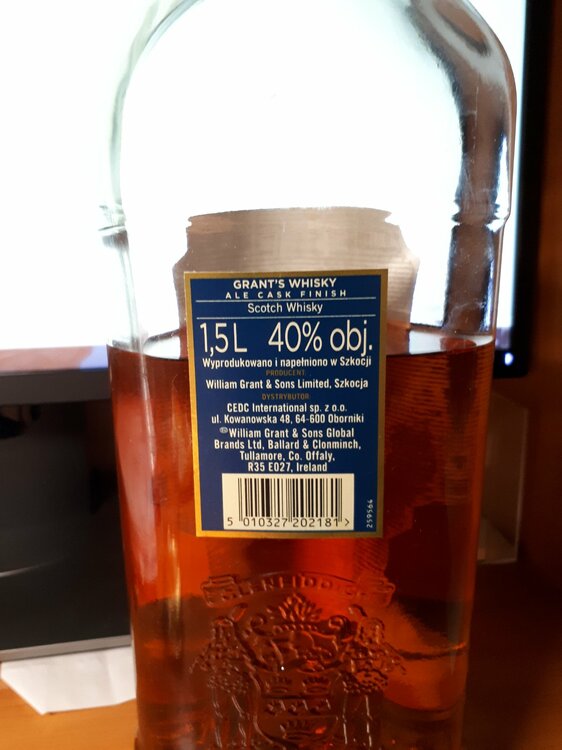 GRANT'S WHISKY
ALE CASK FINISH
Scotch Whisky
1,5L 40% obj.
Wyprodukowano i napełniono w Szkocji
PRODUCENT:
William Grant & Sons Limited, Szkocja
DYSTRYBUTOR:
CEDC International sp. z o.o.
ul. Kowanowska 48, 64-600 Oborniki
William Grant & Sons Global
Brands Ltd, Ballard & Clonminch,
Tullamore, Co. Offaly,
R35 E027, Ireland
5 010327 202181 >
259564
GLENFIDDICH